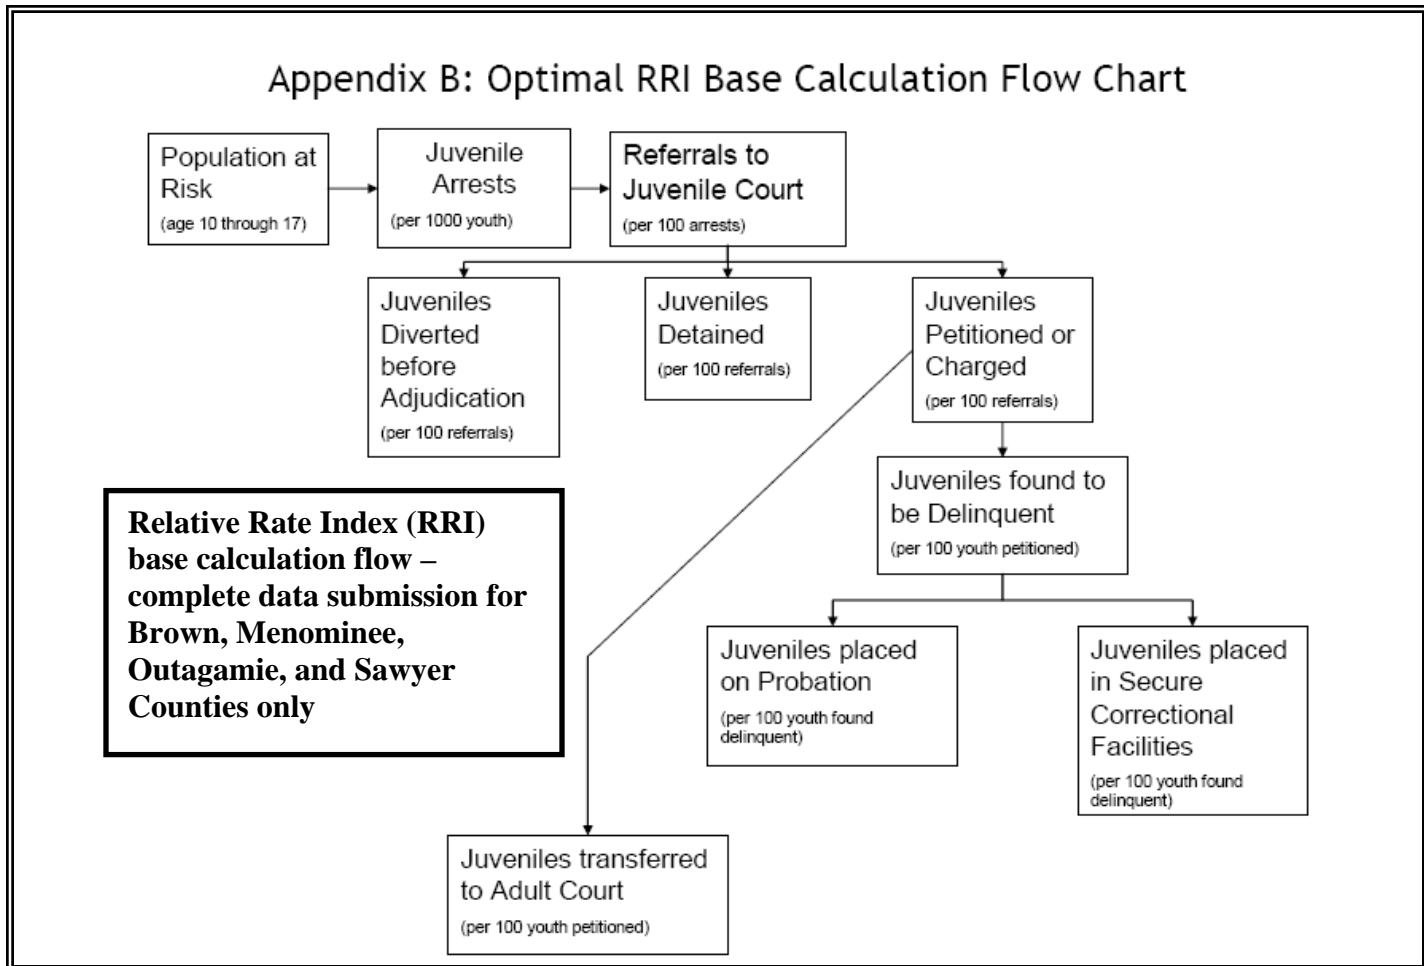 Appendix B: Optimal RRI Base Calculation Flow Chart
Population at
Risk
(age 10 through 17)
Juvenile
Arrests
(per 1000 youth)
Referrals to
Juvenile Court
(per 100 arrests)
Juveniles
Diverted
before
Adjudication
(per 100 referrals)
Juveniles
Detained
(per 100 referrals)
Juveniles
Petitioned or
Charged
(per 100 referrals)
Juveniles found to
be Delinquent
(per 100 youth petitioned)
Relative Rate Index (RRI)
base calculation flow –
complete data submission for
Brown, Menominee,
Outagamie, and Sawyer
Counties only
Juveniles placed
on Probation
(per 100 youth found
delinquent)
Juveniles placed
in Secure
Correctional
Facilities
(per 100 youth found
delinquent)
Juveniles transferred
to Adult Court
(per 100 youth petitioned)